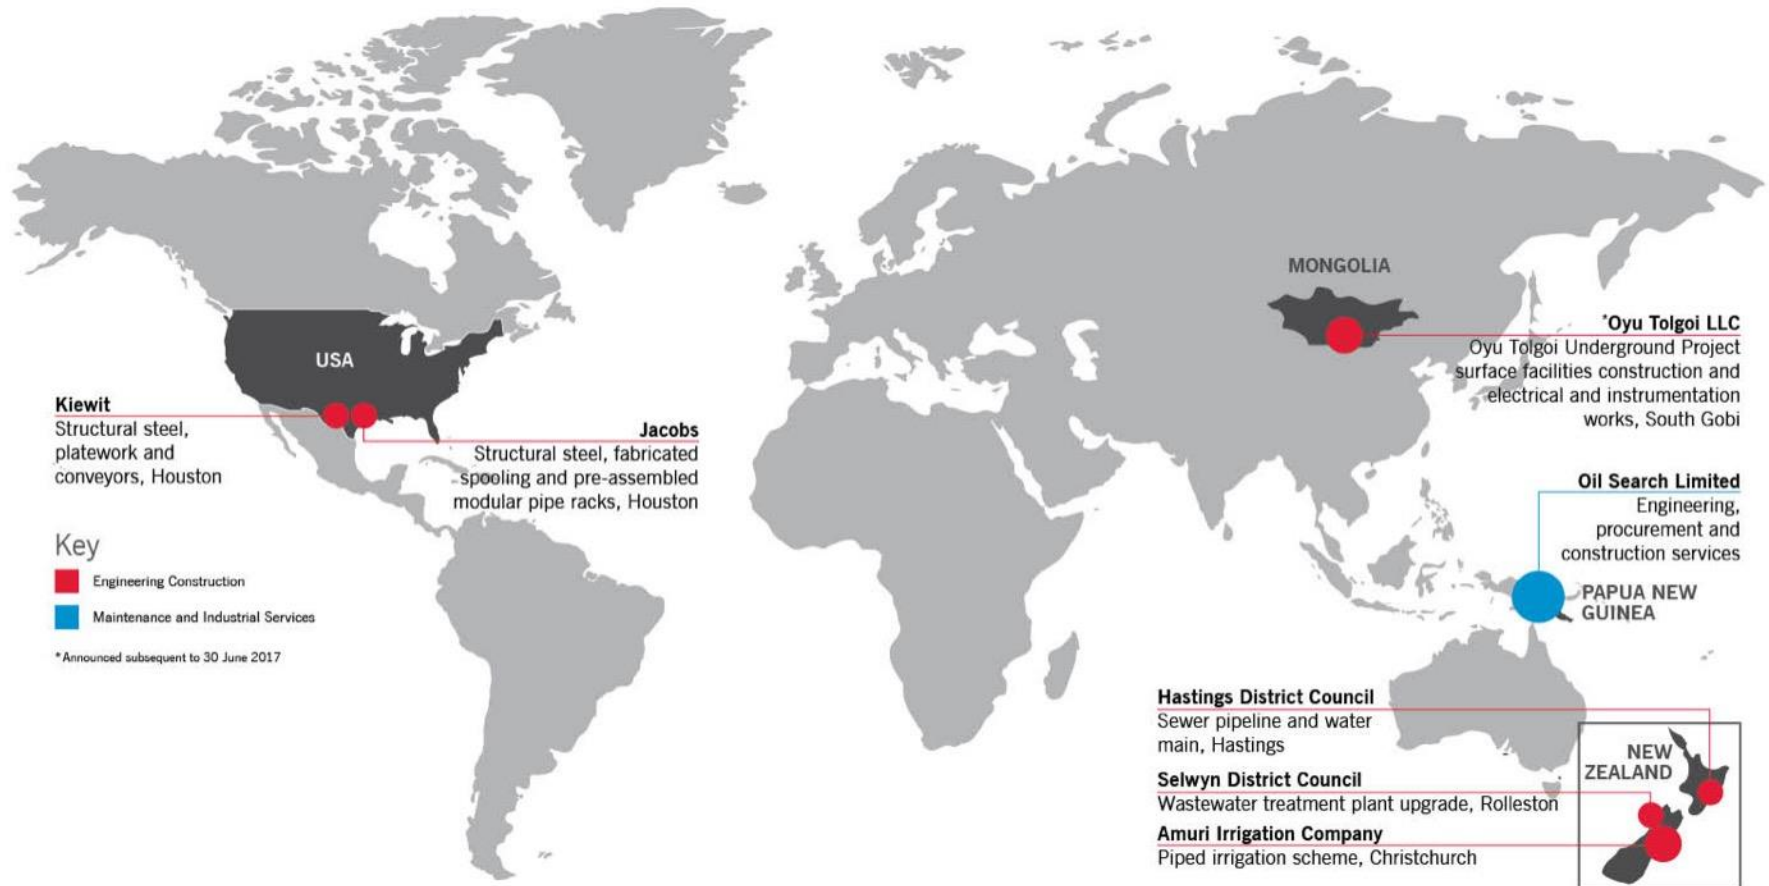 MONGOLIA
*Oyu Tolgoi LLC
Oyu Tolgoi Underground Project
surface facilities construction and
electrical and instrumentation
works, South Gobi
USA
Kiewit
Structural steel,
platework and
conveyors, Houston
Jacobs
Structural steel, fabricated
spooling and pre-assembled
modular pipe racks, Houston
Oil Search Limited
Engineering,
procurement and
construction services
PAPUA NEW
GUINEA
Key
Engineering Construction
Maintenance and Industrial Services
*Announced subsequent to 30 June 2017
Hastings District Council
Sewer pipeline and water
main, Hastings
Selwyn District Council
Wastewater treatment plant upgrade, Rolleston
Amuri Irrigation Company
Piped irrigation scheme, Christchurch
NEW
ZEALAND